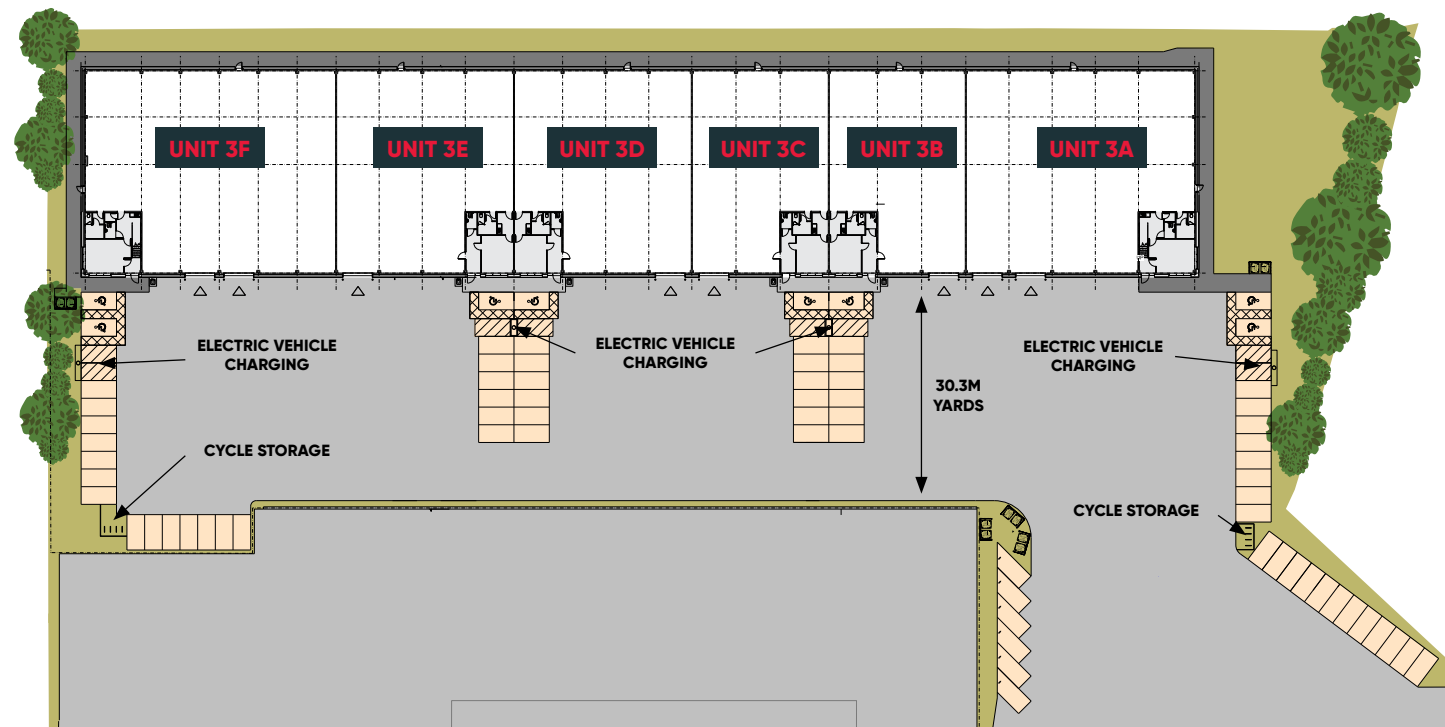 UNIT 3F
UNIT 3E
UNIT 3D
UNIT 3C
UNIT 3B
UNIT 3A
ELECTRIC VEHICLE
CHARGING
ELECTRIC VEHICLE
CHARGING
ELECTRIC VEHICLE
CHARGING
30.3M
YARDS
CYCLE STORAGE
CYCLE STORAGE